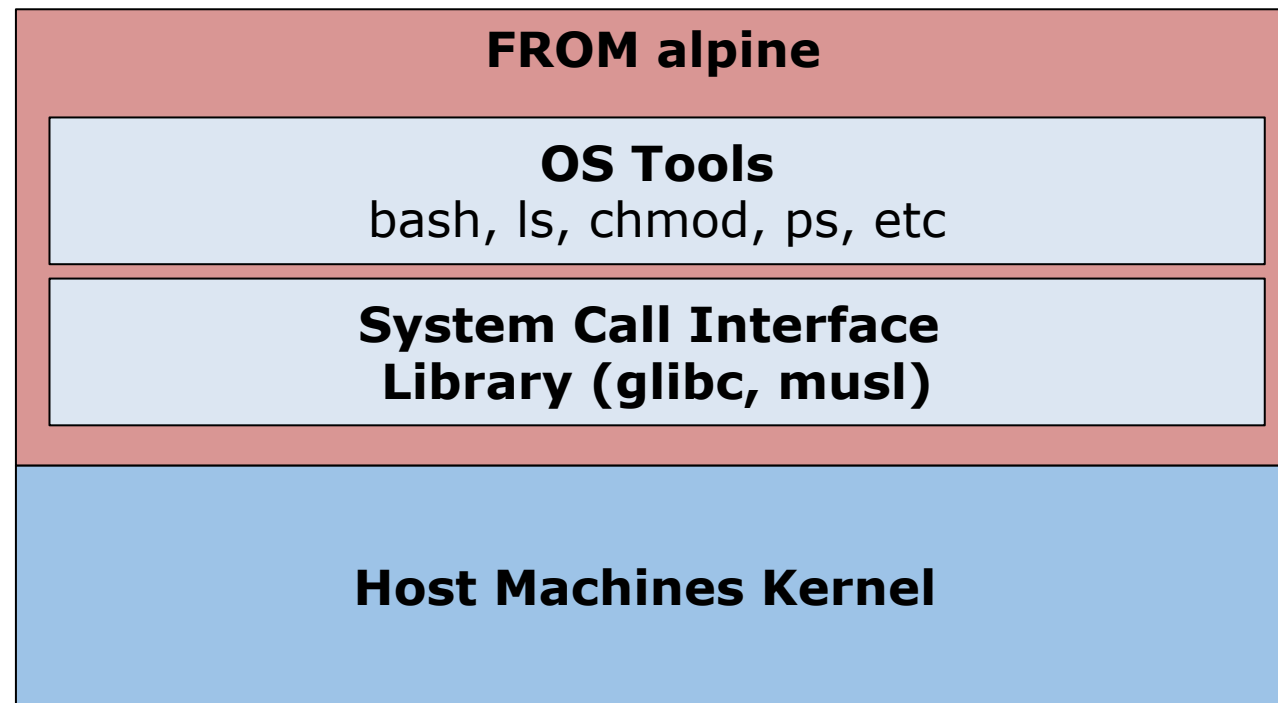 FROM alpine
OS Tools
bash, ls, chmod, ps, etc
System Call Interface
Library (glibc, musl)
Host Machines Kernel